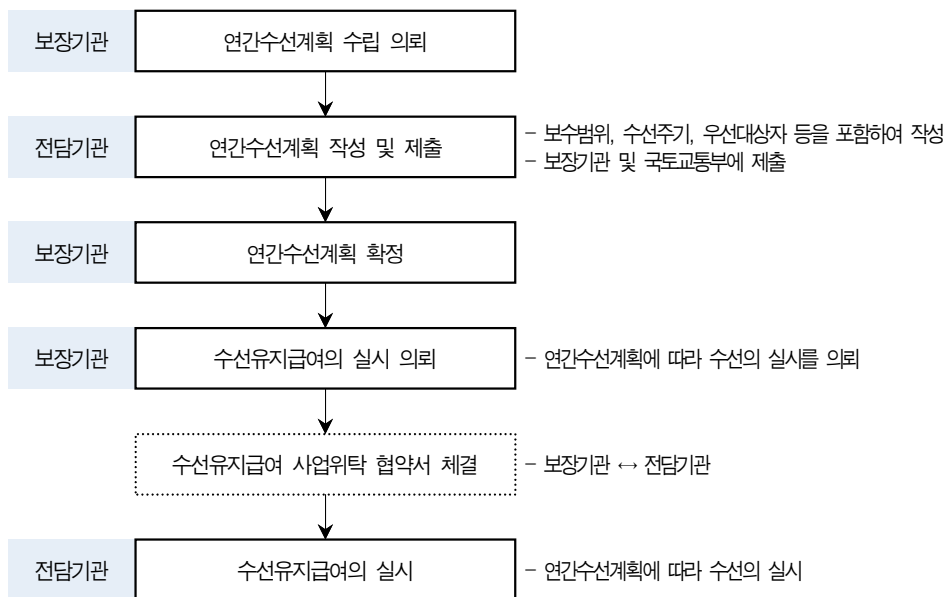 보장기관 연간수선계획 수립 의뢰
전담기관 연간수선계획 작성 및 제출 - 보수범위, 수선주기, 우선대상자 등을 포함하여 작성
- 보장기관 및 국토교통부에 제출
보장기관 연간수선계획 확정
보장기관 수선유지급여의 실시 의뢰 - 연간수선계획에 따라 수선의 실시를 의뢰
수선유지급여 사업위탁 협약서 체결 - 보장기관 ↔ 전담기관
전담기관 수선유지급여의 실시 - 연간수선계획에 따라 수선의 실시